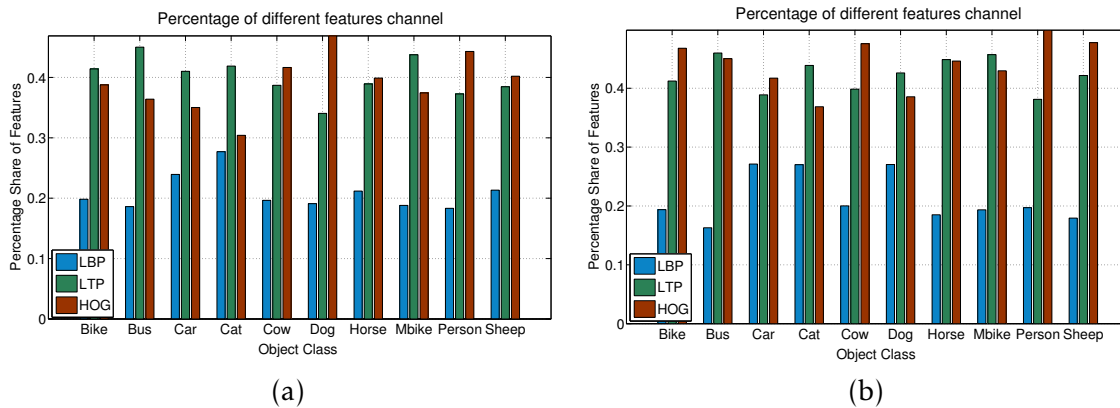 Percentage of different features channel
Percentage Share of Features
0.4
0.3
0.2
0.1
0
LBP
LTP
HOG
Bike Bus Car Cat Cow Dog Horse Mbike Person Sheep
Object Class
(a)
Percentage of different features channel
Percentage Share of Features
0.4
0.3
0.2
0.1
0
LBP
LTP
HOG
Bike Bus Car Cat Cow Dog Horse Mbike Person Sheep
Object Class
(b)